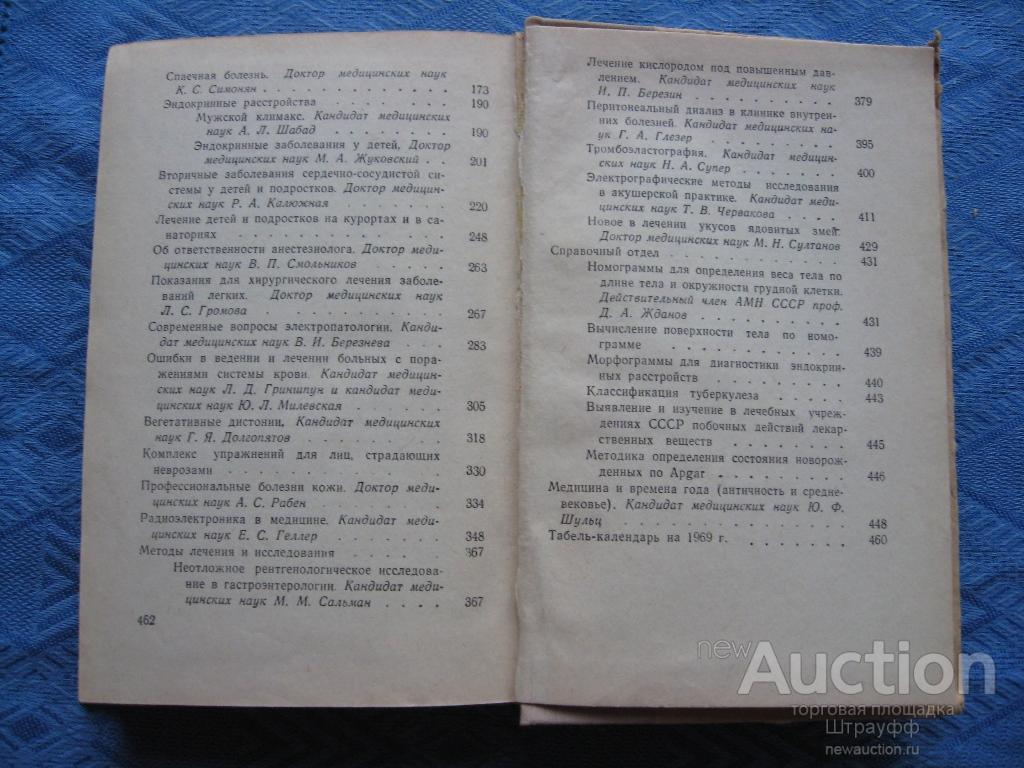 Спаечная болезнь. Доктор медицинских наук
К. С. Симонян . . . . . . . . . . . . 173
Эндокринные расстройства . . . . . . . . 190
Мужской климакс. Кандидат медицинских
наук А. Л. Шабад . . . . . . . . 190
Эндокринные заболевания у детей. Доктор
медицинских наук М. А. Жуковский . . 201
Вторичные заболевания сердечно-сосудистой си-
стемы у детей и подростков. Доктор медицин-
ских наук Р. А. Калюжная . . . . . . 220
Лечение детей и подростков на курортах и в са-
наториях . . . . . . . . . . . . . 248
Об ответственности анестезиолога. Доктор меди-
цинских наук В. П. Смольников . . . . 263
Показания для хирургического лечения заболе-
ваний легких. Доктор медицинских наук
Л. С. Громова . . . . . . . . . . . 267
Современные вопросы электропатологии. Канди-
дат медицинских наук В. И. Березнева . . . 283
Ошибки в ведении и лечении больных с пора-
жениями системы крови. Кандидат медицин-
ских наук Л. Д. Гриншпун и кандидат меди-
цинских наук Ю. Л. Милевская . . . . . 305
Вегетативные дистонии. Кандидат медицинских
наук Г. Я. Долгопятов . . . . . . . 318
Комплекс упражнений для лиц, страдающих
неврозами . . . . . . . . . . . . 330
Профессиональные болезни кожи. Доктор меди-
цинских наук А. С. Рабен . . . . . . . 334
Радиоэлектроника в медицине. Кандидат меди-
цинских наук Е. С. Геллер . . . . . . 348
Методы лечения и исследования . . . . . . 367
Неотложное рентгенологическое исследова-
ние в гастроэнтерологии. Кандидат меди-
цинских наук М. М. Сальман . . . . 367
462
Лечение кислородом под повышенным дав-
лением. Кандидат медицинских наук
И. П. Березин . . . . . . . . . 379
Перитонеальный диализ в клинике внутрен-
них болезней. Кандидат медицинских на-
ук Г. А. Глезер . . . . . . . . 395
Тромбоэластография. Кандидат медицин-
ских наук Н. А. Супер . . . . . . 400
Электрографические методы исследования
в акушерской практике. Кандидат меди-
цинских наук Т. В. Червакова . . . . 411
Новое в лечении укусов ядовитых змей.
Доктор медицинских наук М. Н. Султанов 429
Справочный отдел . . . . . . . . . . 431
Номограммы для определения веса тела по
длине тела и окружности грудной клетки.
Действительный член АМН СССР проф.
Д. А. Жданов . . . . . . . . . 431
Вычисление поверхности тела по номо-
грамме . . . . . . . . . . . 439
Морфограммы для диагностики эндокрин-
ных расстройств . . . . . . . . 440
Классификация туберкулеза . . . . . . 443
Выявление и изучение в лечебных учреж-
дениях СССР побочных действий лекар-
ственных веществ . . . . . . . 445
Методика определения состояния новорож-
денных по Apgar . . . . . . . . 446
Медицина и времена года (античность и средне-
вековье). Кандидат медицинских наук Ю. Ф.
Шульц . . . . . . . . . . . . . 448
Табель-календарь на 1969 г. . . . . . . . 460
newAuction
торговая площадка
Штрауфф
newauction.ru